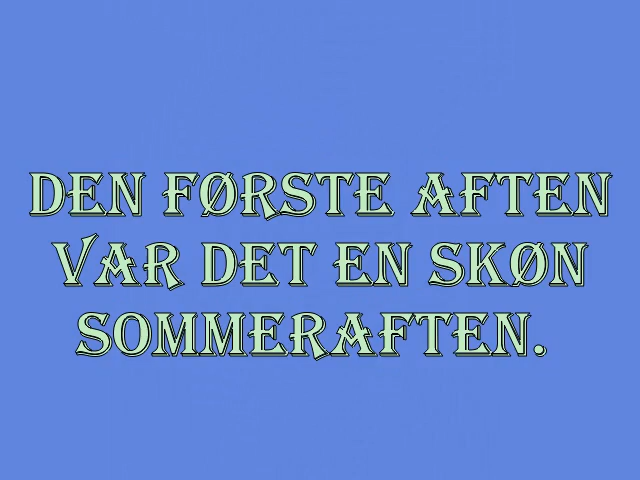 DEN FØRSTE AFTEN
VAR DET EN SKØN
SOMMERAFTEN.